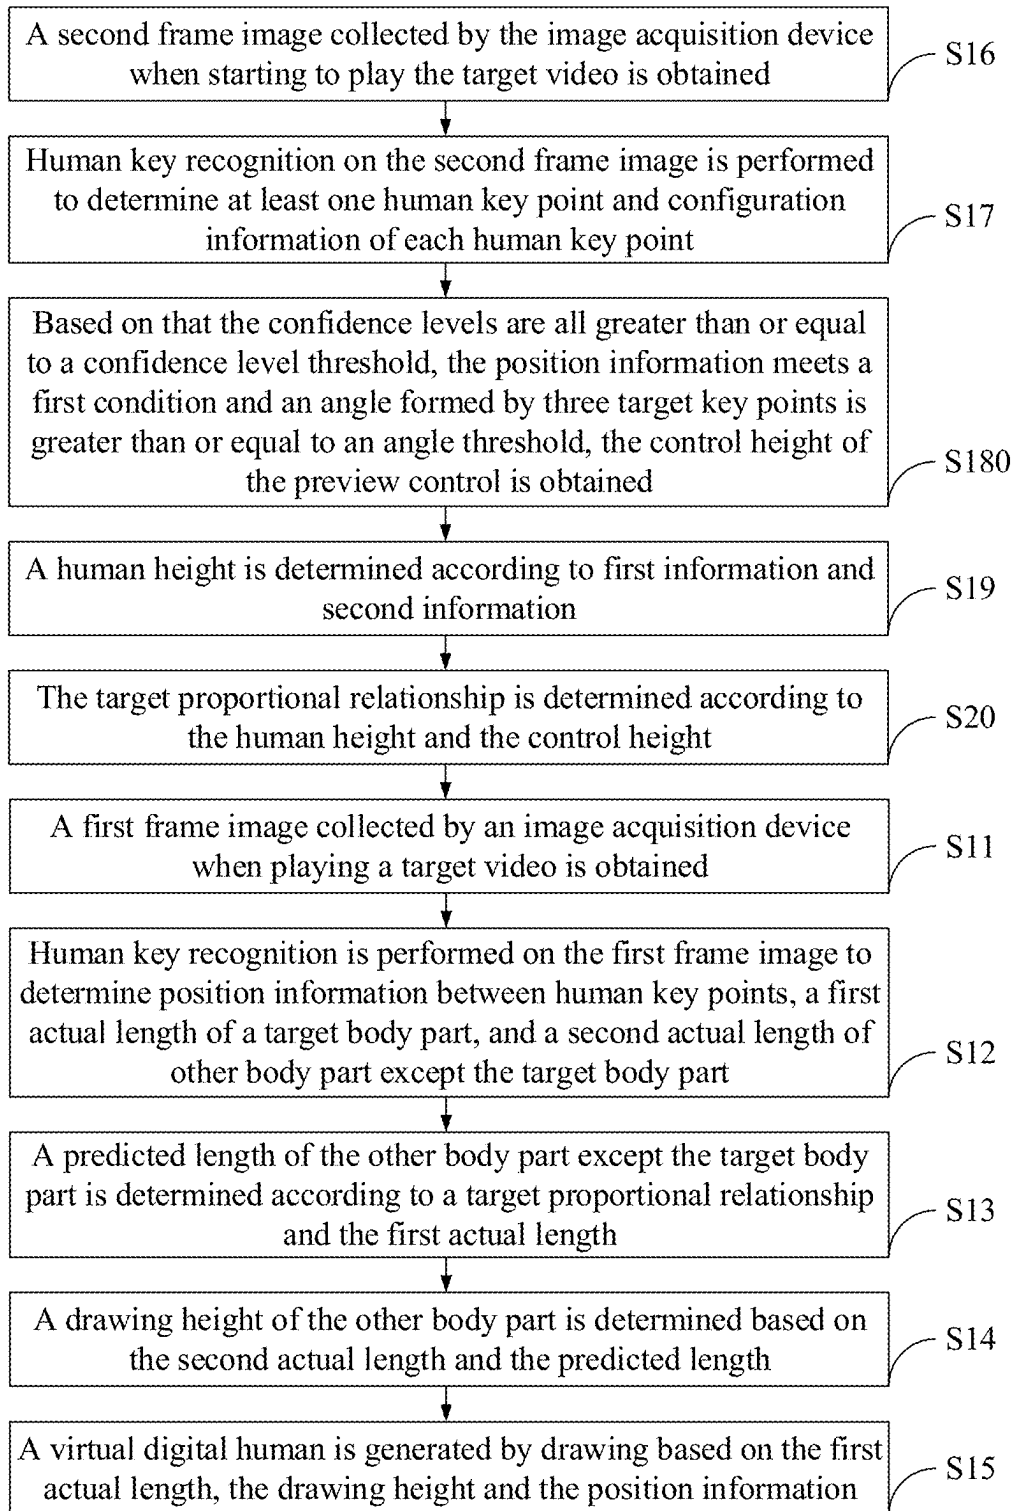 A second frame image collected by the image acquisition device
when starting to play the target video is obtained
S16
Human key recognition on the second frame image is performed
to determine at least one human key point and configuration
information of each human key point
S17
Based on that the confidence levels are all greater than or equal
to a confidence level threshold, the position information meets a
first condition and an angle formed by three target key points is
greater than or equal to an angle threshold, the control height of
the preview control is obtained
S180
A human height is determined according to first information and
second information
S19
The target proportional relationship is determined according to
the human height and the control height
S20
A first frame image collected by an image acquisition device
when playing a target video is obtained
S11
Human key recognition is performed on the first frame image to
determine position information between human key points, a first
actual length of a target body part, and a second actual length of
other body part except the target body part
S12
A predicted length of the other body part except the target body
part is determined according to a target proportional relationship
and the first actual length
S13
A drawing height of the other body part is determined based on
the second actual length and the predicted length
S14
A virtual digital human is generated by drawing based on the first
actual length, the drawing height and the position information
S15